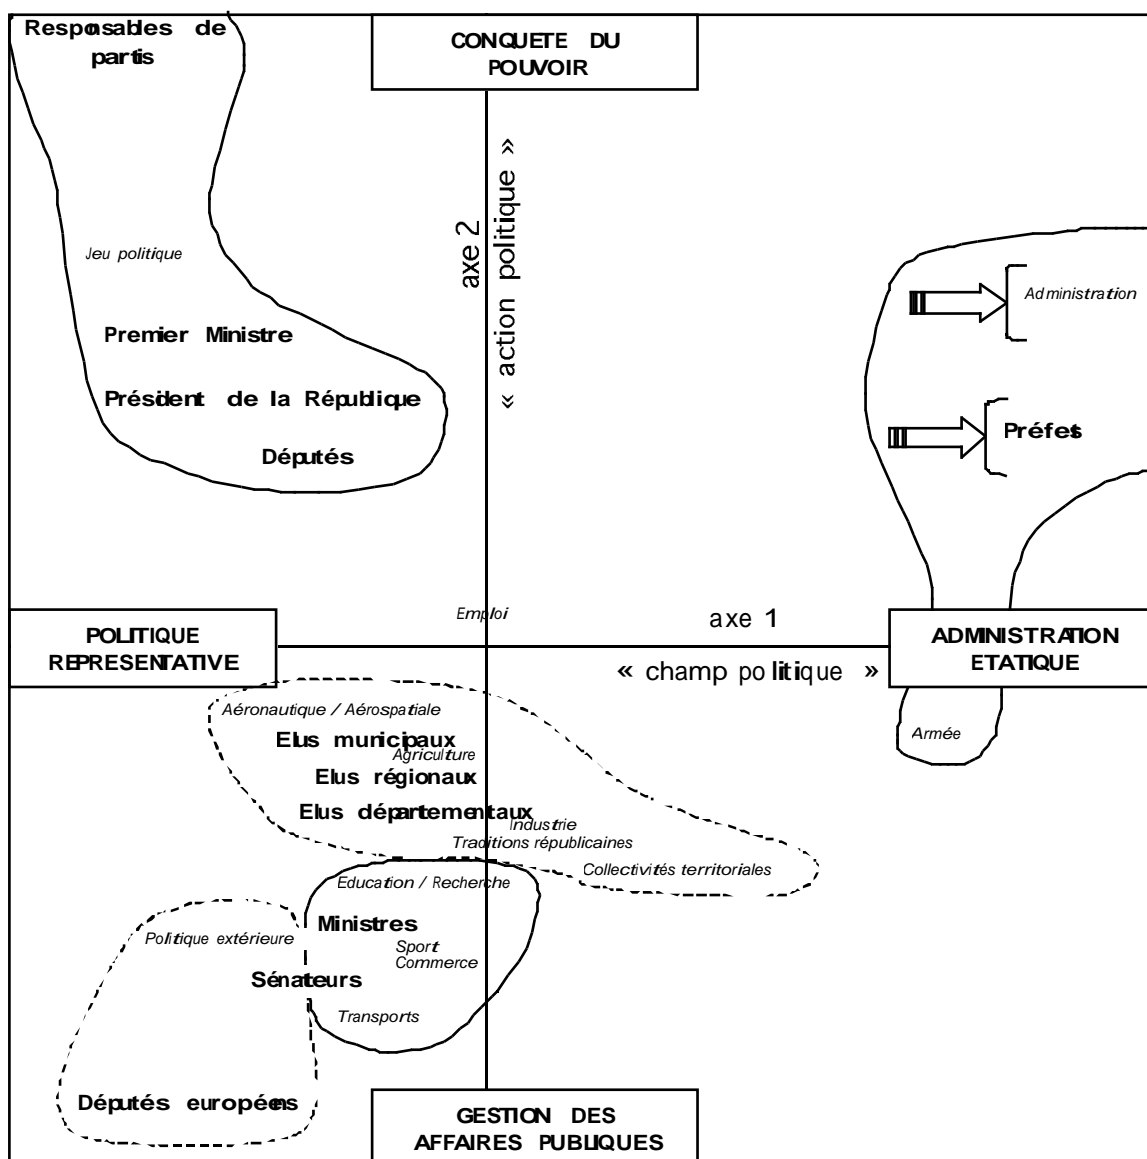 Responsables de
partis
CONQUETE DU
POUVOIR
axe 2
« action politique »
Jeu politique
Administration
Premier Ministre
Président de la République
Préfets
Députés
Emploi
axe 1
POLITIQUE
REPRESENTATIVE
ADMINISTRATION
ETATIQUE
« champ politique »
Aéronautique / Aérospatiale
Armée
Elus municipaux
Agriculture
Elus régionaux
Elus départementaux
Industrie
Traditions républicaines
Collectivités territoriales
Education / Recherche
Ministres
Politique extérieure
Sport
Commerce
Sénateurs
Transports
Députés européens
GESTION DES
AFFAIRES PUBLIQUES